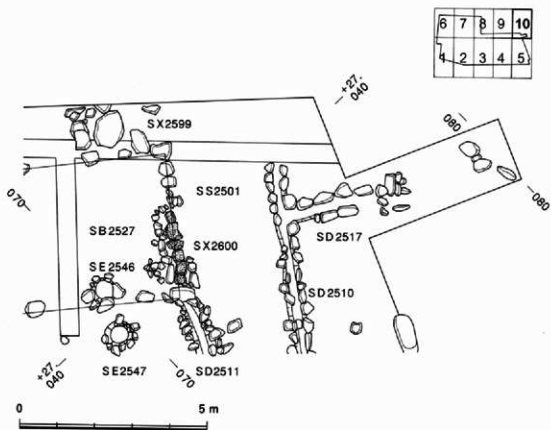 6 7 8 9 10
1 2 3 4 5
+27.
040
080
SX2599
SS2501
070
080
SB2527
SX2600
SD2517
SE2546
SD2510
+27.
040
070
SE2547
SD2511
0
5 m